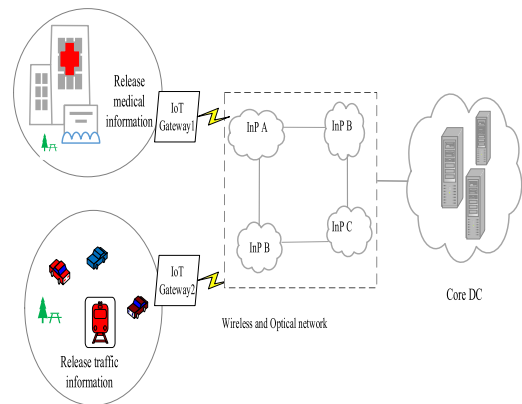 Release
medical
information
IoT
Gateway1
InP A
InP B
InP B
InP C
IoT
Gateway2
Core DC
Wireless and Optical network
Release traffic
information